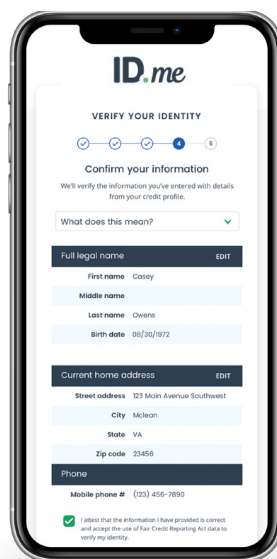 ID.me
VERIFY YOUR IDENTITY
4 5
Confirm your information
We'll verify the information you've entered with details
from your credit profile.
What does this mean?
Full legal name EDIT
First name Casey
Middle name
Last name Owens
Birth date 08/30/1972
Current home address EDIT
Street address 123 Main Avenue Southwest
City Mclean
State VA
Zip code 23456
Phone
Mobile phone # (123) 456-7890
I attest that the information I have provided is correct
and accept the use of Fair Credit Reporting Act data to
verify my identity.